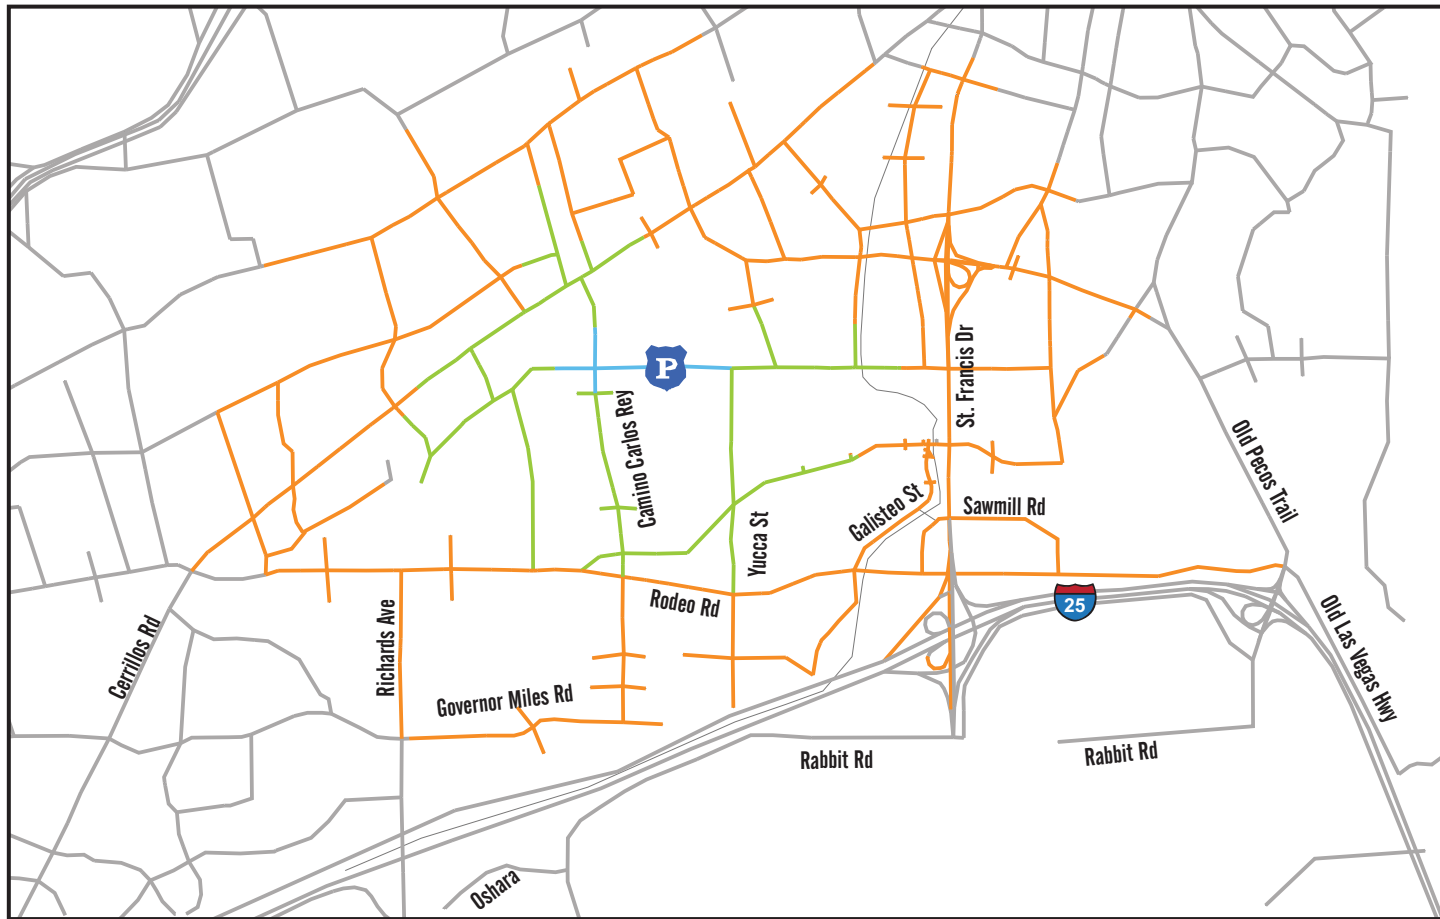 P
St. Francis Dr
Camino Carlos Rey
Old Pecos Trail
Galisteo St
Sawmill Rd
Yucca St
Rodeo Rd
25
Cerrillos Rd
Richards Ave
Old Las Vegas Hwy
Governor Miles Rd
Rabbit Rd
Rabbit Rd
Oshara